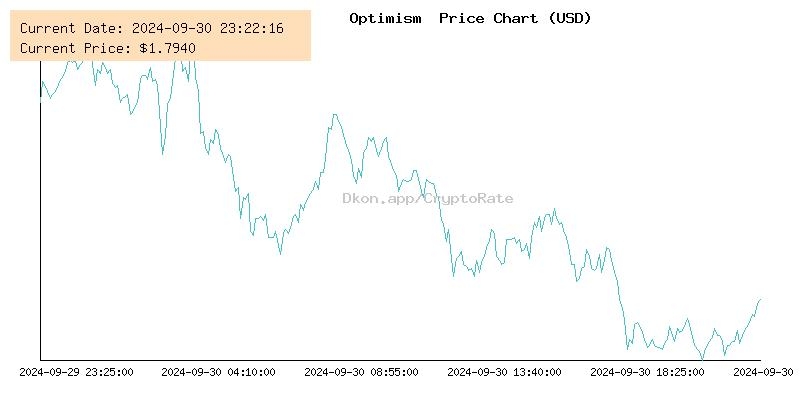 Optimism Price Chart (USD)
Current Date: 2024-09-30 23:22:16
Current Price: $1.7940
Dkon.app/CryptoRate
2024-09-29 23:25:00 2024-09-30 04:10:00 2024-09-30 08:55:00 2024-09-30 13:40:00 2024-09-30 18:25:00 2024-09-30